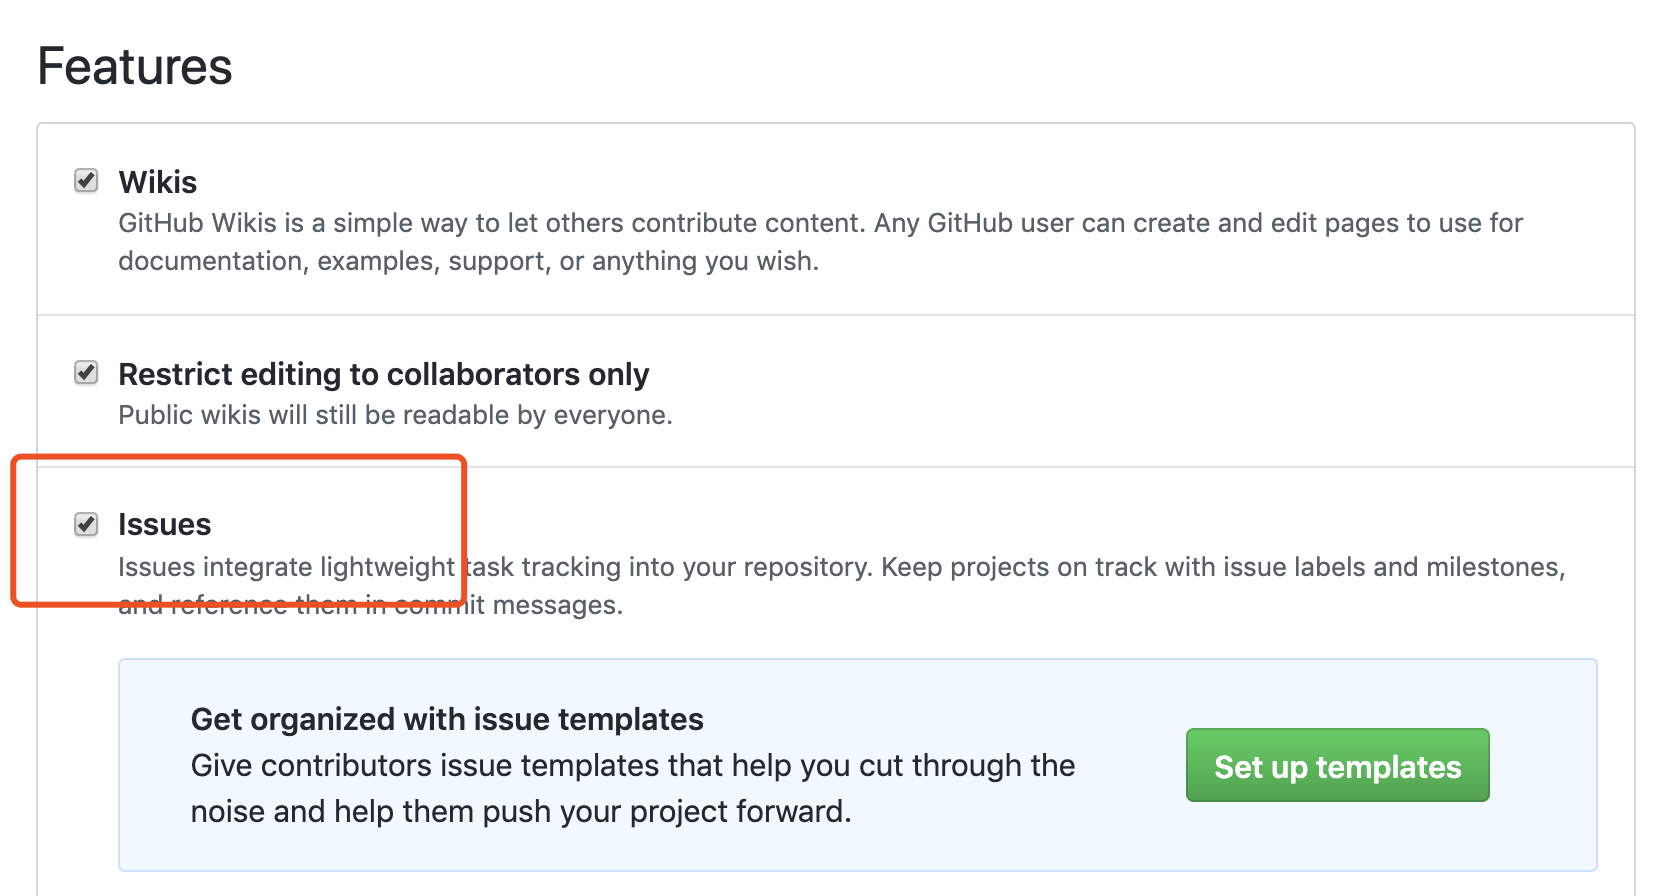 Features
Wikis
GitHub Wikis is a simple way to let others contribute content. Any GitHub user can create and edit pages to use for
documentation, examples, support, or anything you wish.
Restrict editing to collaborators only
Public wikis will still be readable by everyone.
Issues
Issues integrate lightweight task tracking into your repository. Keep projects on track with issue labels and milestones,
and reference them in commit messages.
Get organized with issue templates
Give contributors issue templates that help you cut through the
noise and help them push your project forward.
Set up templates